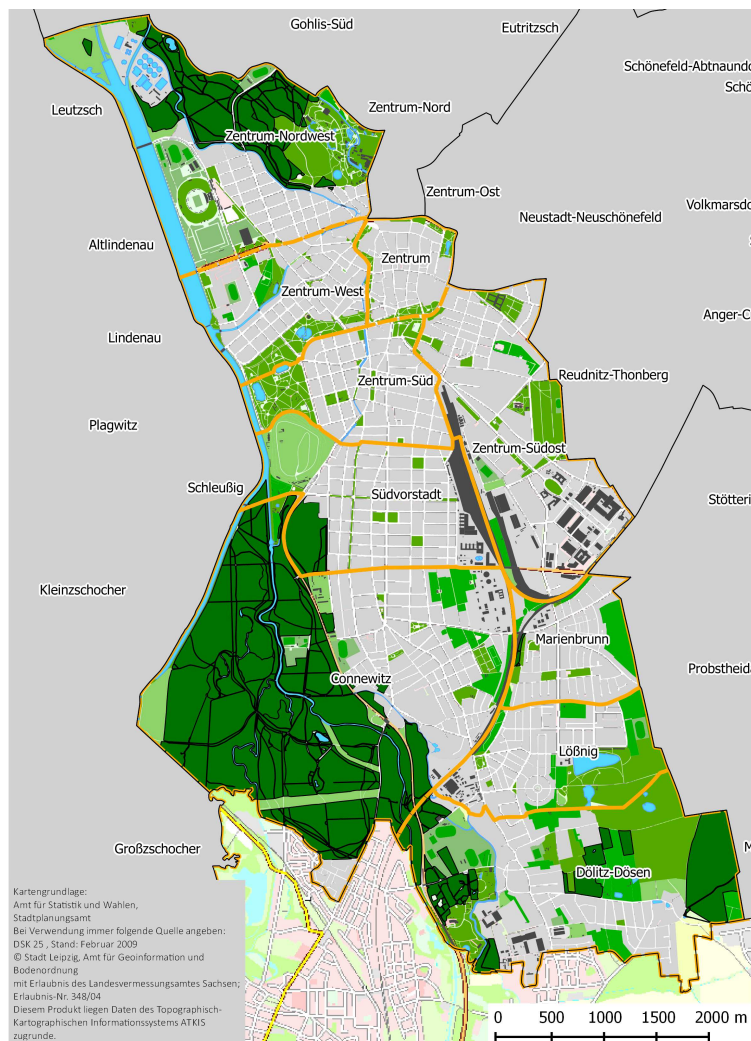 Gohlis-Süd
Eutritzsch
Schönefeld-Abtnaundo
Schö
Leutzsch
Zentrum-Nord
Zentrum-Nordwest
Zentrum-Ost
Volkmarsdo
Neustadt-Neuschönefeld
Altlindenau
Zentrum
Zentrum-West
Anger-C
Lindenau
Reudnitz-Thonberg
Zentrum-Süd
Plagwitz
Zentrum-Südost
Schleußig
Südvorstadt
Stötteri
Kleinzschocher
Marienbrunn
Probstheida
Connewitz
Lößnig
Großzschocher
M
Dölitz-Dösen
Kartengrundlage:
Amt für Statistik und Wahlen,
Stadtplanungsamt
Bei Verwendung immer folgende Quelle angeben:
DSK 25 , Stand: Februar 2009
© Stadt Leipzig, Amt für Geoinformation und
Bodenordnung
mit Erlaubnis des Landesvermessungsamtes Sachsen;
Erlaubnis-Nr. 348/04
Diesem Produkt liegen Daten des Topographisch-
Kartographischen Informationssystems ATKIS
zugrunde.
0 500 1000 1500 2000 m